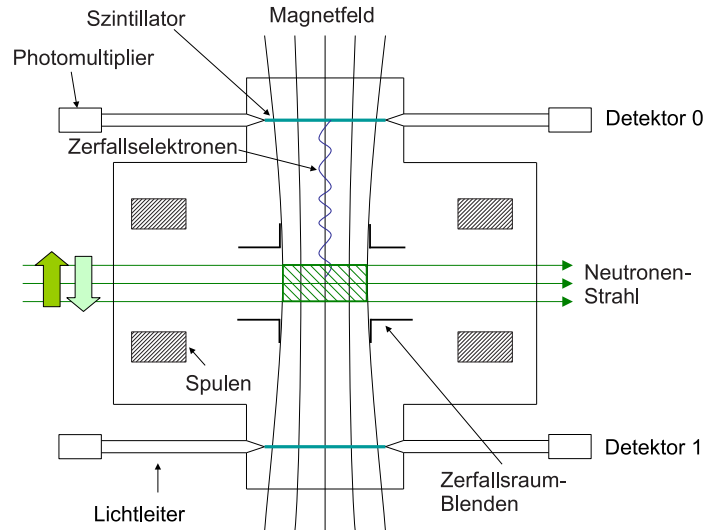 Magnetfeld
Szintillator
Photomultiplier
Detektor 0
Zerfallselektronen
Neutronen-
Strahl
Spulen
Detektor 1
Zerfallsraum-
Blenden
Lichtleiter